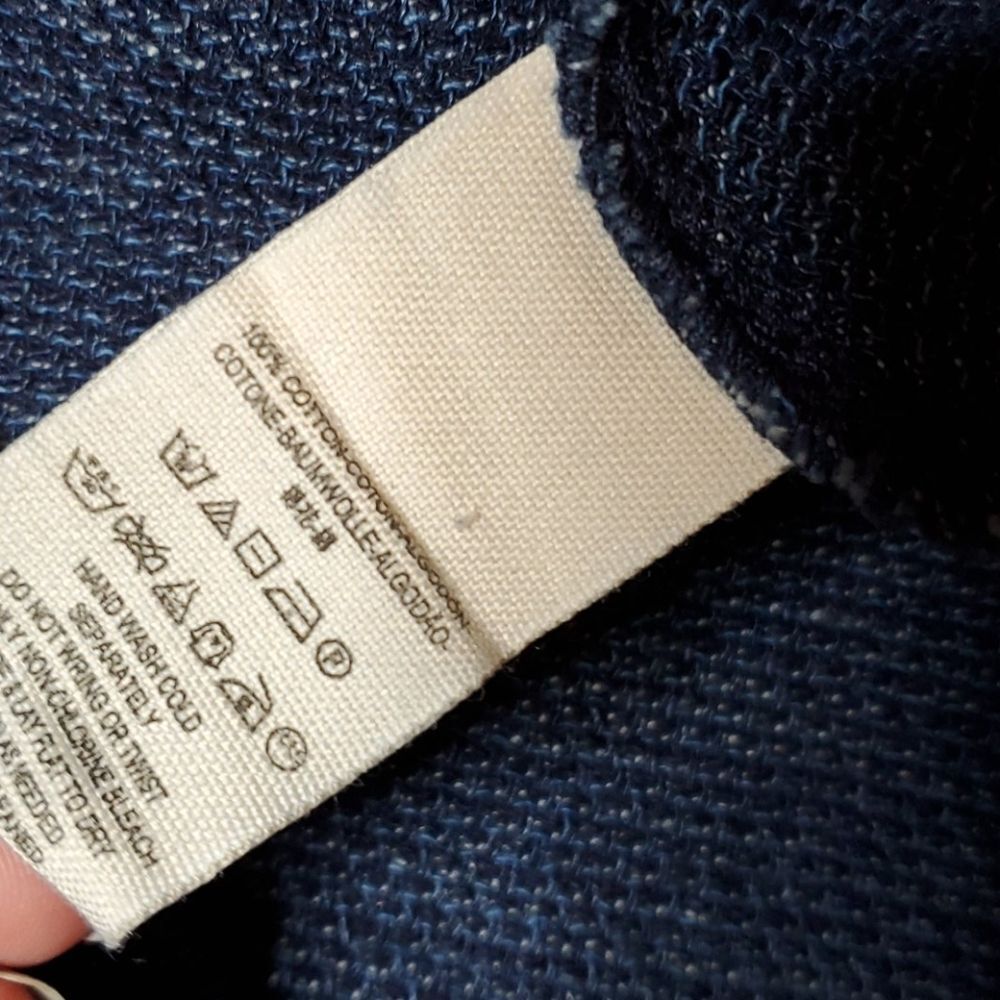 100% COTTON-COTON-ALGODON-
COTONE-BAUMWOLLE-ALGODÃO-
HAND WASH COLD
SEPARATELY
DO NOT WRING OR TWIST
ONLY NON-CHLORINE BLEACH
& LAY FLAT TO DRY
AS NEEDED